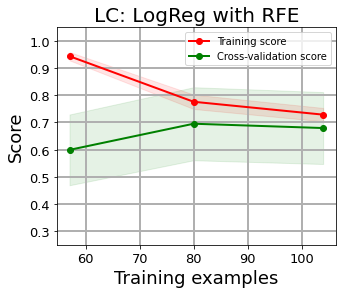 LC: LogReg with RFE
Training score
Cross-validation score
1.0
0.9
0.8
0.7
0.6
0.5
0.4
0.3
Score
60 70 80 90 100
Training examples